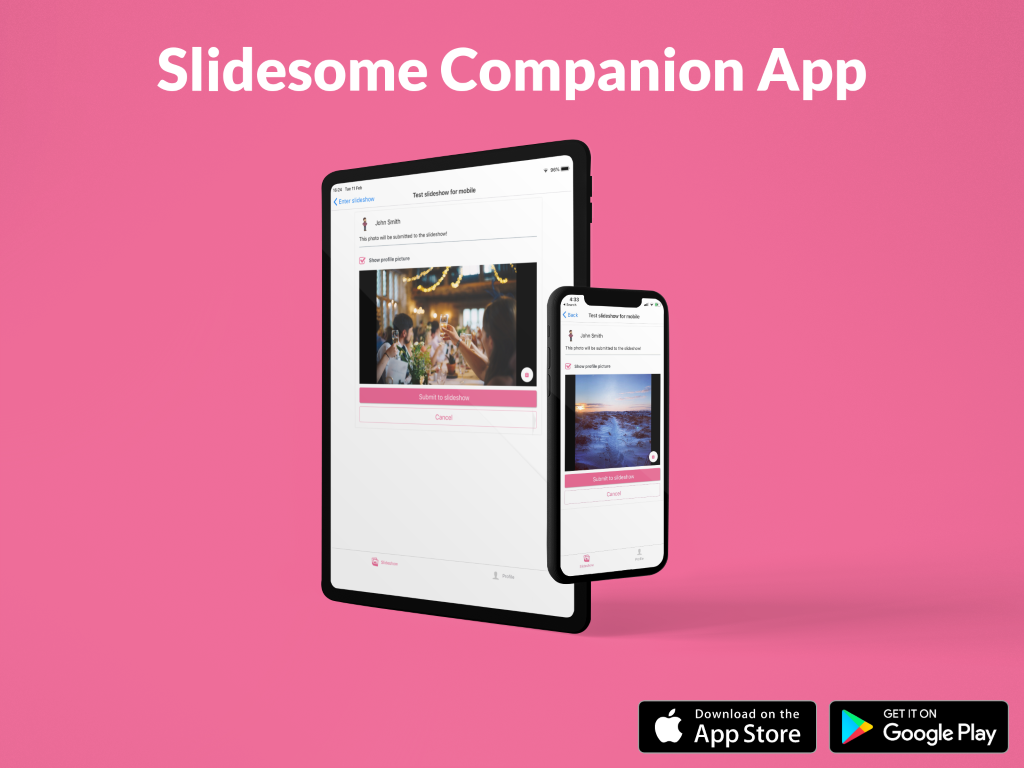 Slidesome Companion App
Tue 11 Feb
96%
Enter slideshow
Test slideshow for mobile
John Smith
This photo will be submitted to the slideshow!
Show profile picture
Submit to slideshow
Cancel
Slideshow
Profile
4:33
Search
Back
Test slideshow for mobile
John Smith
This photo will be submitted to the slideshow!
Show profile picture
Submit to slideshow
Cancel
Slideshow
Profile
Download on the
App Store
GET IT ON
Google Play